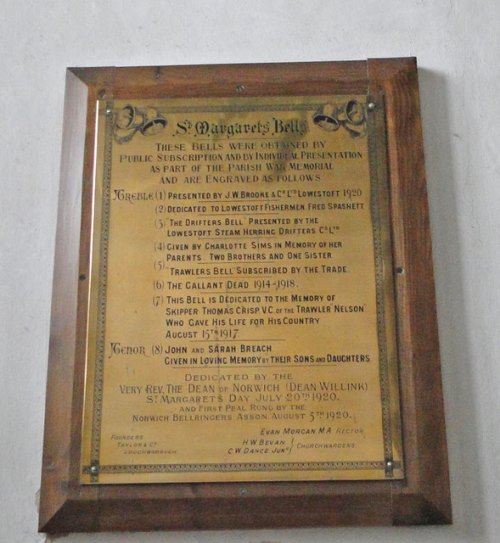 St Margarets Bells
These Bells were obtained by
Public Subscription and by Individual Presentation
as part of the Parish War Memorial
and are engraved as follows
Treble (1) Presented by J.W. Brooke & Co Ltd Lowestoft 1920
(2) Dedicated to Lowestoft Fishermen Fred Spashett
(3) "The Drifters Bell" Presented by the
Lowestoft Steam Herring Drifters Co Ltd
(4) Given by Charlotte Sims in Memory of her
Parents Two Brothers and One Sister
(5) "Trawlers Bell" Subscribed by the Trade
(6) The Gallant Dead 1914-1918.
(7) This Bell is Dedicated to the Memory of
Skipper Thomas Crisp V.C. of the Trawler "Nelson"
Who Gave His Life for His Country
August 15th 1917
Tenor (8) John and Sarah Breach
Given in Loving Memory by their Sons and Daughters
Dedicated by the
Very Rev. The Dean of Norwich (Dean Willink)
St Margaret's Day July 20th 1920.
and First Peal Rung by the
Norwich Bellringers Asson August 5th 1920.
Evan Morgan. M.A. Rector
H.W. Bevan
C.W. Dance Junr } Churchwardens
Founders
Taylor & Co
Loughborough